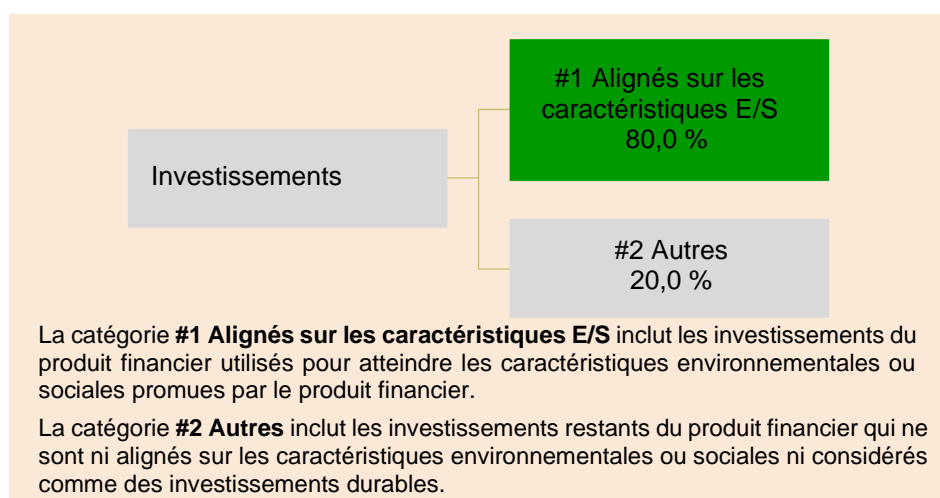 #1 Alignés sur les
caractéristiques E/S
80,0 %
Investissements
#2 Autres
20,0 %
La catégorie #1 Alignés sur les caractéristiques E/S inclut les investissements du
produit financier utilisés pour atteindre les caractéristiques environnementales ou
sociales promues par le produit financier.
La catégorie #2 Autres inclut les investissements restants du produit financier qui ne
sont ni alignés sur les caractéristiques environnementales ou sociales ni considérés
comme des investissements durables.